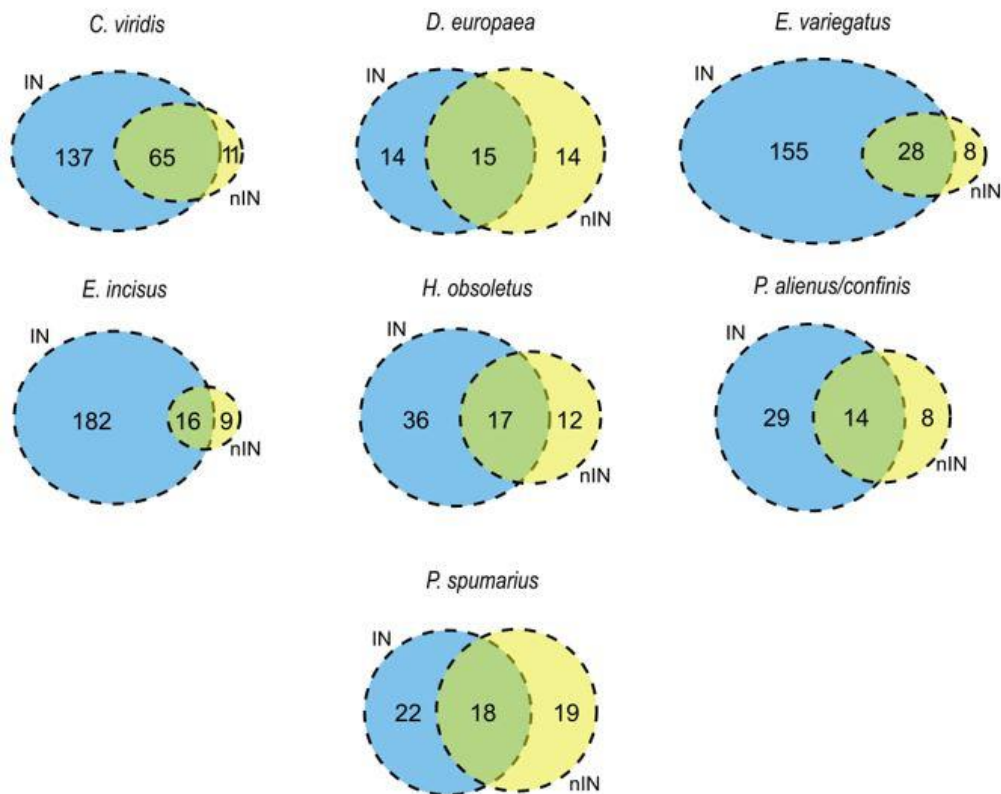 C. viridis
IN
137 65 11
nIN
D. europaea
IN
14 15 14
nIN
E. variegatus
IN
155 28 8
nIN
E. incisus
IN
182 16 9
nIN
H. obsoletus
IN
36 17 12
nIN
P. alienus/confinis
IN
29 14 8
nIN
P. spumarius
IN
22 18 19
nIN